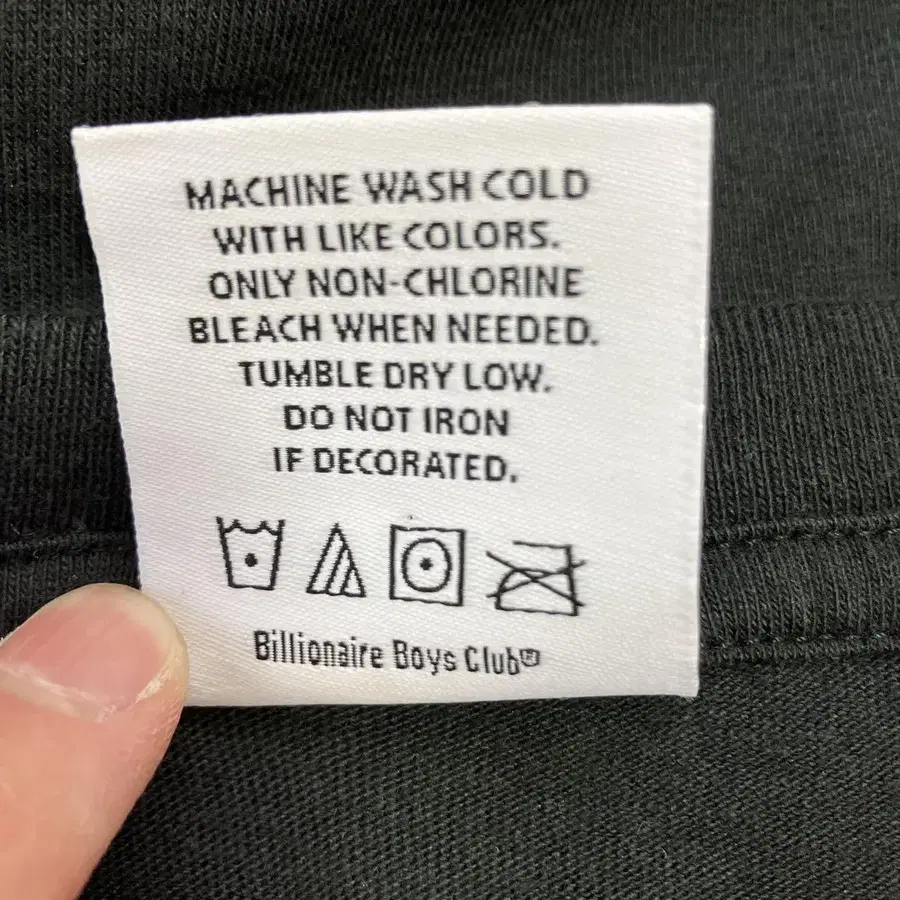 MACHINE WASH COLD
WITH LIKE COLORS.
ONLY NON-CHLORINE
BLEACH WHEN NEEDED.
TUMBLE DRY LOW.
DO NOT IRON
IF DECORATED.
Billionaire Boys Club®